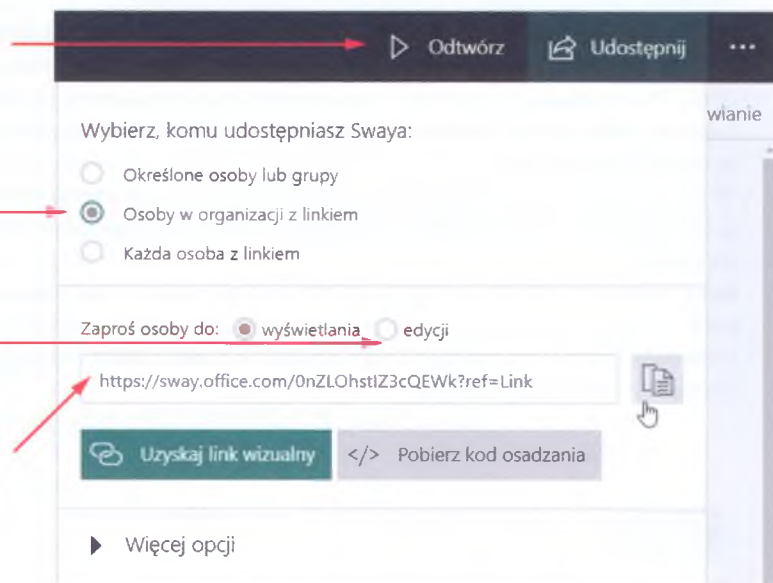 Odtwórz Udostępnij ...
wianie
Wybierz, komu udostępniasz Swaya:
Określone osoby lub grupy
Osoby w organizacji z linkiem
Każda osoba z linkiem
Zaproś osoby do: wyświetlania edycji
https://sway.office.com/0nZLOhstIZ3cQEWk?ref=Link
Uzyskaj link wizualny </> Pobierz kod osadzania
Więcej opcji